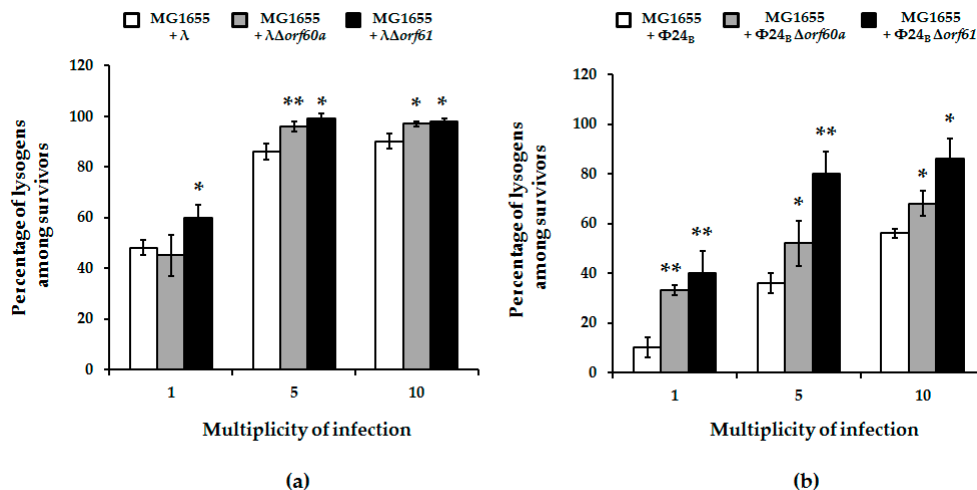 MG1655 + λ
MG1655 + λΔorf60a
MG1655 + λΔorf61
Percentage of lysogens among survivors
120
100
80
60
40
20
0
*
** *
* *
1 5 10
Multiplicity of infection
(a)
MG1655 + Φ24B
MG1655 + Φ24B Δorf60a
MG1655 + Φ24B Δorf61
Percentage of lysogens among survivors
120
100
80
60
40
20
0
** **
* **
* *
1 5 10
Multiplicity of infection
(b)